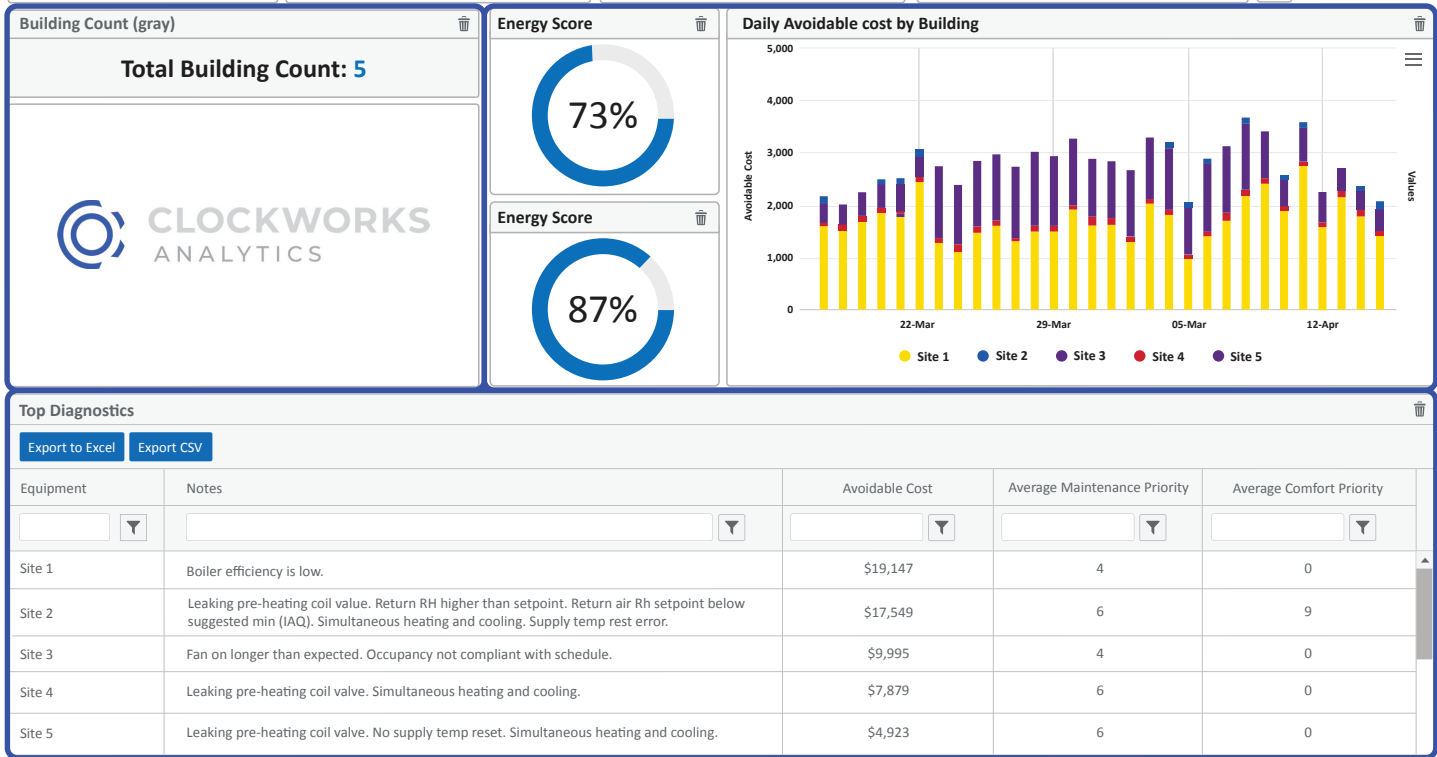 Building Count (gray)
Total Building Count: 5
CLOCKWORKS
ANALYTICS
Energy Score
73%
Energy Score
87%
Daily Avoidable cost by Building
5,000
4,000
3,000
2,000
1,000
0
Avoidable Cost
Values
22-Mar
29-Mar
05-Mar
12-Apr
Site 1
Site 2
Site 3
Site 4
Site 5
Top Diagnostics
Export to Excel
Export CSV
Equipment
Notes
Avoidable Cost
Average Maintenance Priority
Average Comfort Priority
Site 1
Boiler efficiency is low.
$19,147
4
0
Site 2
Leaking pre-heating coil value. Return RH higher than setpoint. Return air Rh setpoint below
suggested min (IAQ). Simultaneous heating and cooling. Supply temp rest error.
$17,549
6
9
Site 3
Fan on longer than expected. Occupancy not compliant with schedule.
$9,995
4
0
Site 4
Leaking pre-heating coil valve. Simultaneous heating and cooling.
$7,879
6
0
Site 5
Leaking pre-heating coil valve. No supply temp reset. Simultaneous heating and cooling.
$4,923
6
0